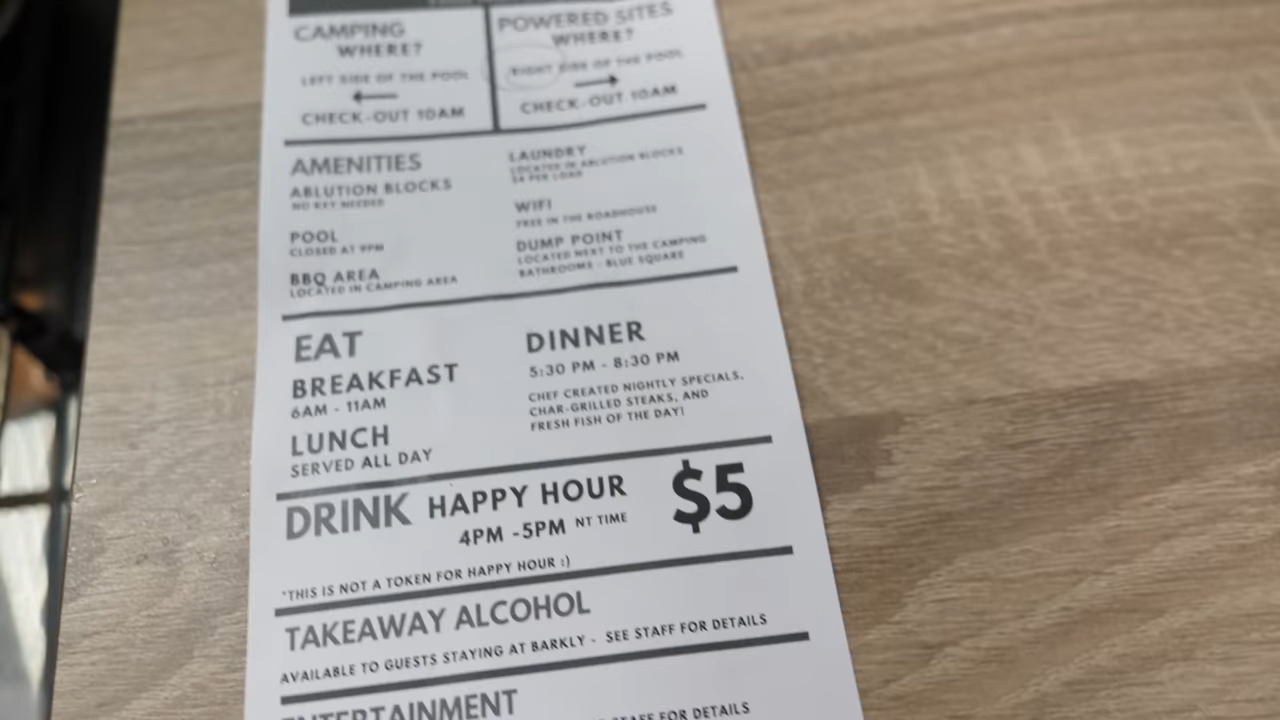 CAMPING
WHERE?
LEFT SIDE OF THE POOL
CHECK-OUT 10AM
POWERED SITES
WHERE?
RIGHT SIDE OF THE POOL
CHECK-OUT 10AM
AMENITIES
ABLUTION BLOCKS
NO KEY NEEDED
POOL
CLOSED AT 9PM
BBQ AREA
LOCATED IN CAMPING AREA
LAUNDRY
LOCATED IN ABLUTION BLOCKS
$4 PER LOAD
WIFI
FREE IN THE ROADHOUSE
DUMP POINT
LOCATED NEXT TO THE CAMPING
BATHROOMS - BLUE SQUARE
EAT
BREAKFAST
6AM - 11AM
LUNCH
SERVED ALL DAY
DINNER
5:30 PM - 8:30 PM
CHEF CREATED NIGHTLY SPECIALS,
CHAR-GRILLED STEAKS, AND
FRESH FISH OF THE DAY!
DRINK HAPPY HOUR $5
4PM -5PM NT TIME
*THIS IS NOT A TOKEN FOR HAPPY HOUR :)
TAKEAWAY ALCOHOL
AVAILABLE TO GUESTS STAYING AT BARKLY - SEE STAFF FOR DETAILS
ENTERTAINMENT
STAFF FOR DETAILS